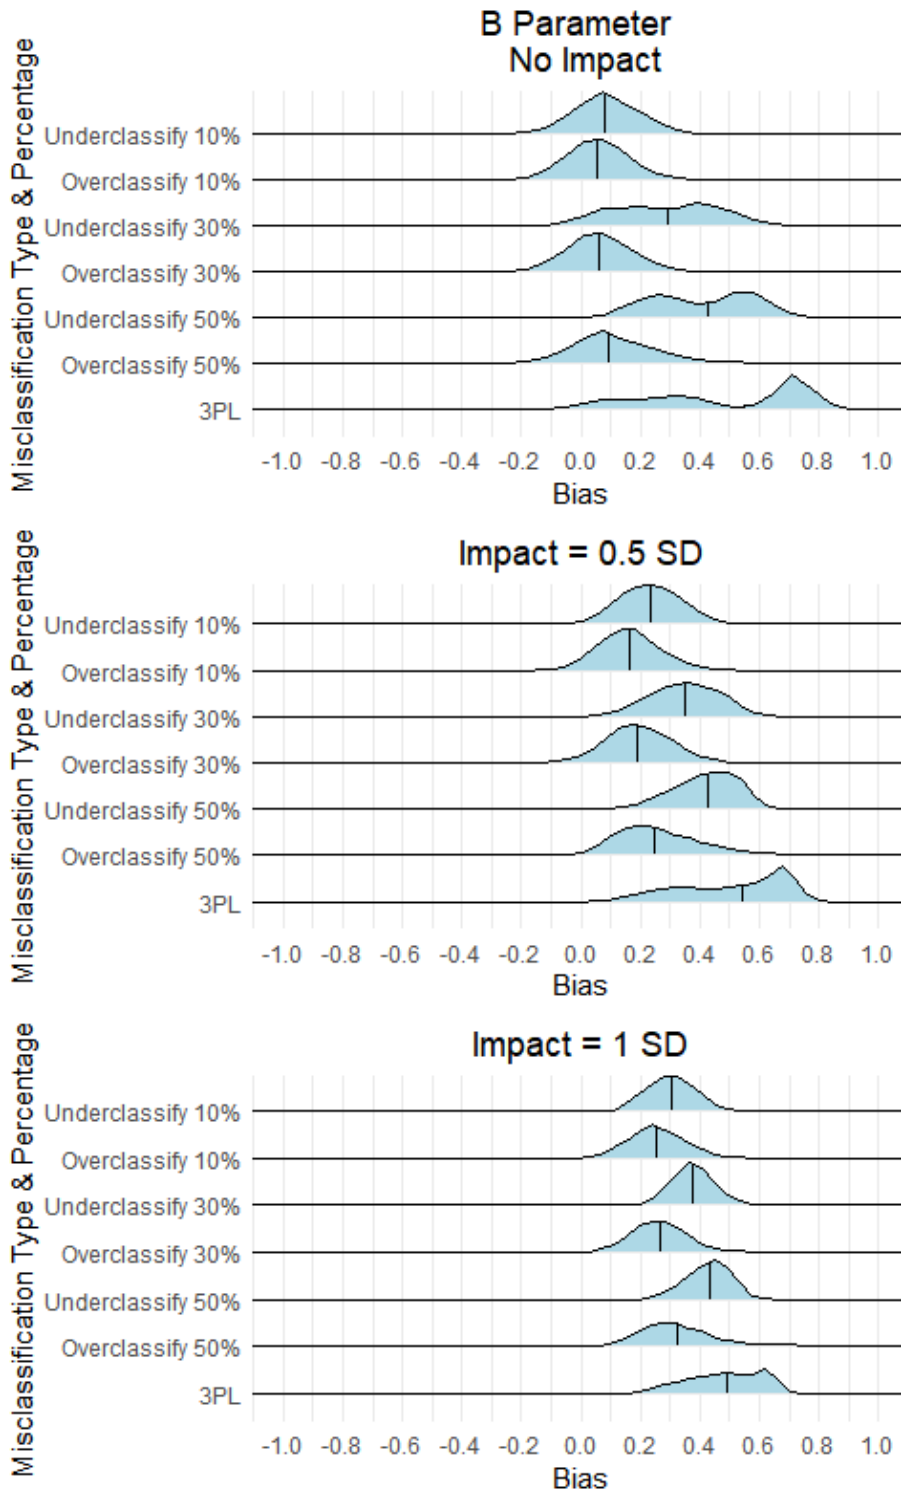 B Parameter
No Impact
Misclassification Type & Percentage
Underclassify 10%
Overclassify 10%
Underclassify 30%
Overclassify 30%
Underclassify 50%
Overclassify 50%
3PL
-1.0 -0.8 -0.6 -0.4 -0.2 0.0 0.2 0.4 0.6 0.8 1.0
Bias
Impact = 0.5 SD
Misclassification Type & Percentage
Underclassify 10%
Overclassify 10%
Underclassify 30%
Overclassify 30%
Underclassify 50%
Overclassify 50%
3PL
-1.0 -0.8 -0.6 -0.4 -0.2 0.0 0.2 0.4 0.6 0.8 1.0
Bias
Impact = 1 SD
Misclassification Type & Percentage
Underclassify 10%
Overclassify 10%
Underclassify 30%
Overclassify 30%
Underclassify 50%
Overclassify 50%
3PL
-1.0 -0.8 -0.6 -0.4 -0.2 0.0 0.2 0.4 0.6 0.8 1.0
Bias